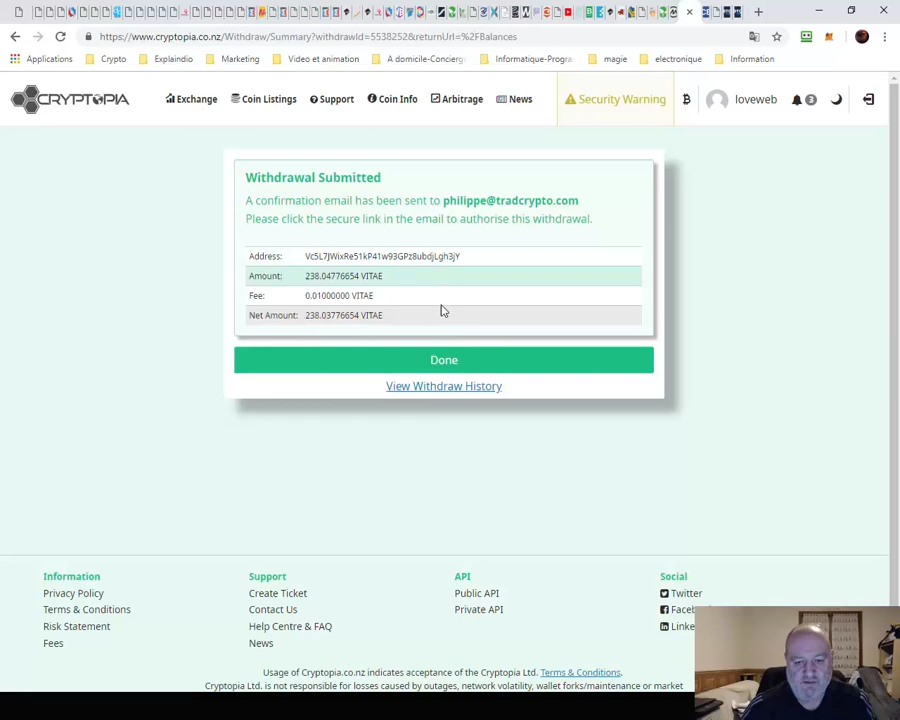 https://www.cryptopia.co.nz/Withdraw/Summary?withdrawId=5538252&returnUrl=%2FBalances
Applications Crypto Explaindio Marketing Video et animation A domicile-Concierg Informatique-Progra magie electronique Information
CRYPTOPIA Exchange Coin Listings Support Coin Info Arbitrage News Security Warning loveweb 3
Withdrawal Submitted
A confirmation email has been sent to philippe@tradcrypto.com
Please click the secure link in the email to authorise this withdrawal.
Address: Vc5L7JWixRe51kP41w93GPz8ubdjLgh3jY
Amount: 238.04776654 VITAE
Fee: 0.01000000 VITAE
Net Amount: 238.03776654 VITAE
Done
View Withdraw History
Information Support API Social
Privacy Policy Create Ticket Public API Twitter
Terms & Conditions Contact Us Private API Faceb
Risk Statement Help Centre & FAQ Linke
Fees News
Usage of Cryptopia.co.nz indicates acceptance of the Cryptopia Ltd. Terms & Conditions.
Cryptopia Ltd. is not responsible for losses caused by outages, network volatility, wallet forks/maintenance or market